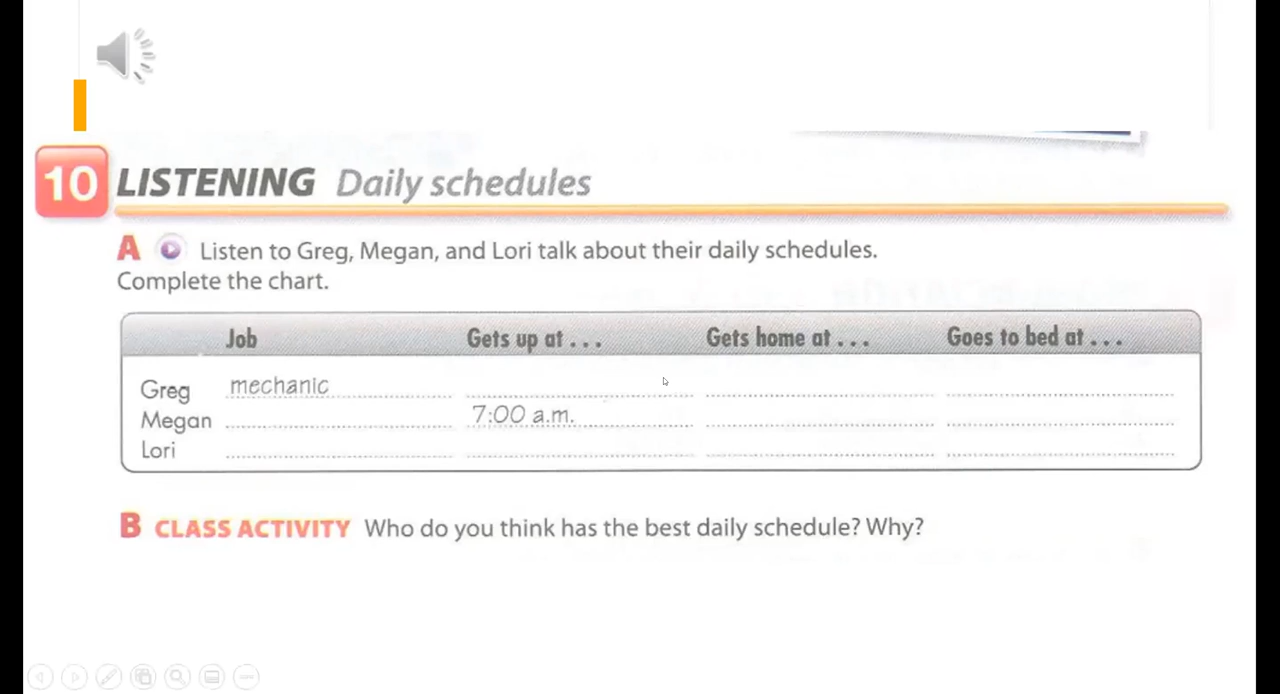 10 LISTENING Daily schedules
A Listen to Greg, Megan, and Lori talk about their daily schedules.
Complete the chart.
Job Gets up at . . . Gets home at . . . Goes to bed at . . .
Greg mechanic
Megan 7:00 a.m.
Lori
B CLASS ACTIVITY Who do you think has the best daily schedule? Why?